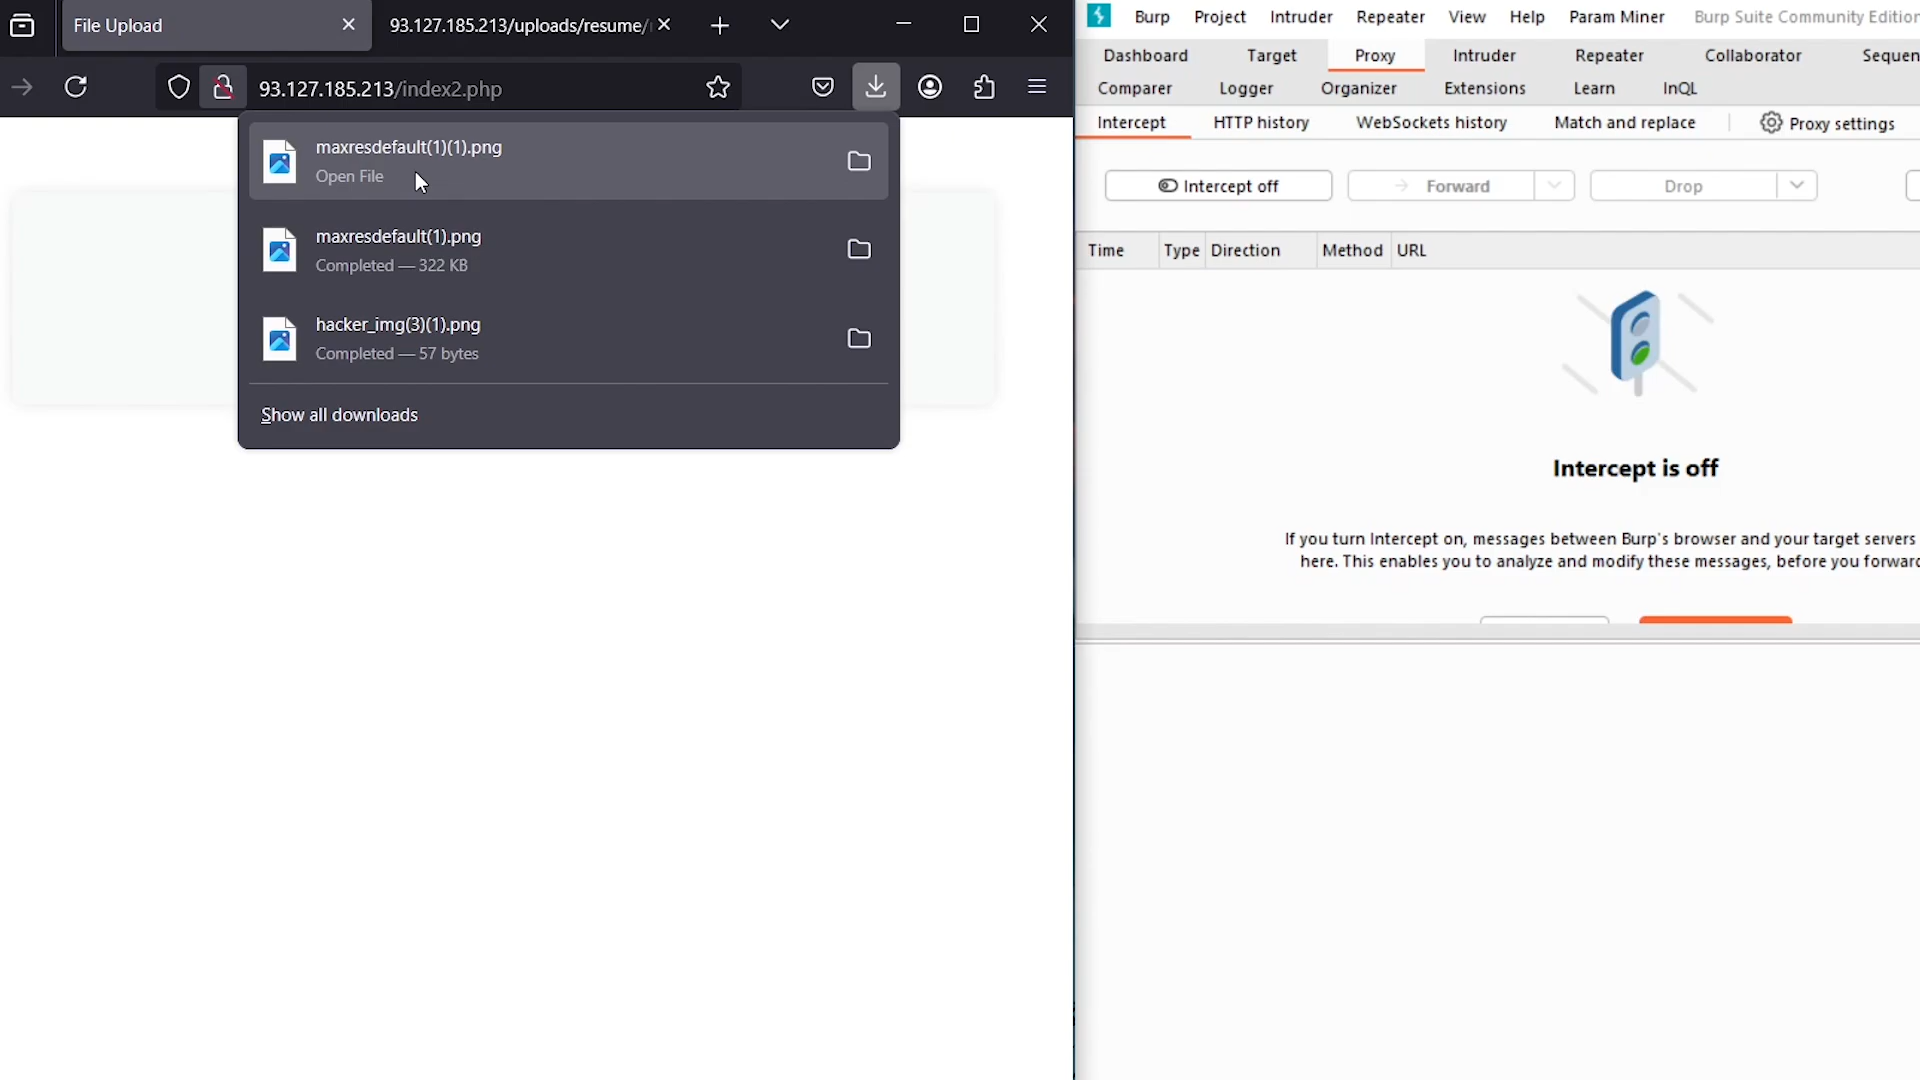 File Upload
93.127.185.213/uploads/resume/
93.127.185.213/index2.php
maxresdefault(1)(1).png
Open File
maxresdefault(1).png
Completed — 322 KB
hacker_img(3)(1).png
Completed — 57 bytes
Show all downloads
Burp Project Intruder Repeater View Help Param Miner Burp Suite Community Edition
Dashboard Target Proxy Intruder Repeater Collaborator Sequen
Comparer Logger Organizer Extensions Learn InQL
Intercept HTTP history WebSockets history Match and replace Proxy settings
Intercept off Forward Drop
Time Type Direction Method URL
Intercept is off
If you turn Intercept on, messages between Burp's browser and your target servers
here. This enables you to analyze and modify these messages, before you forward